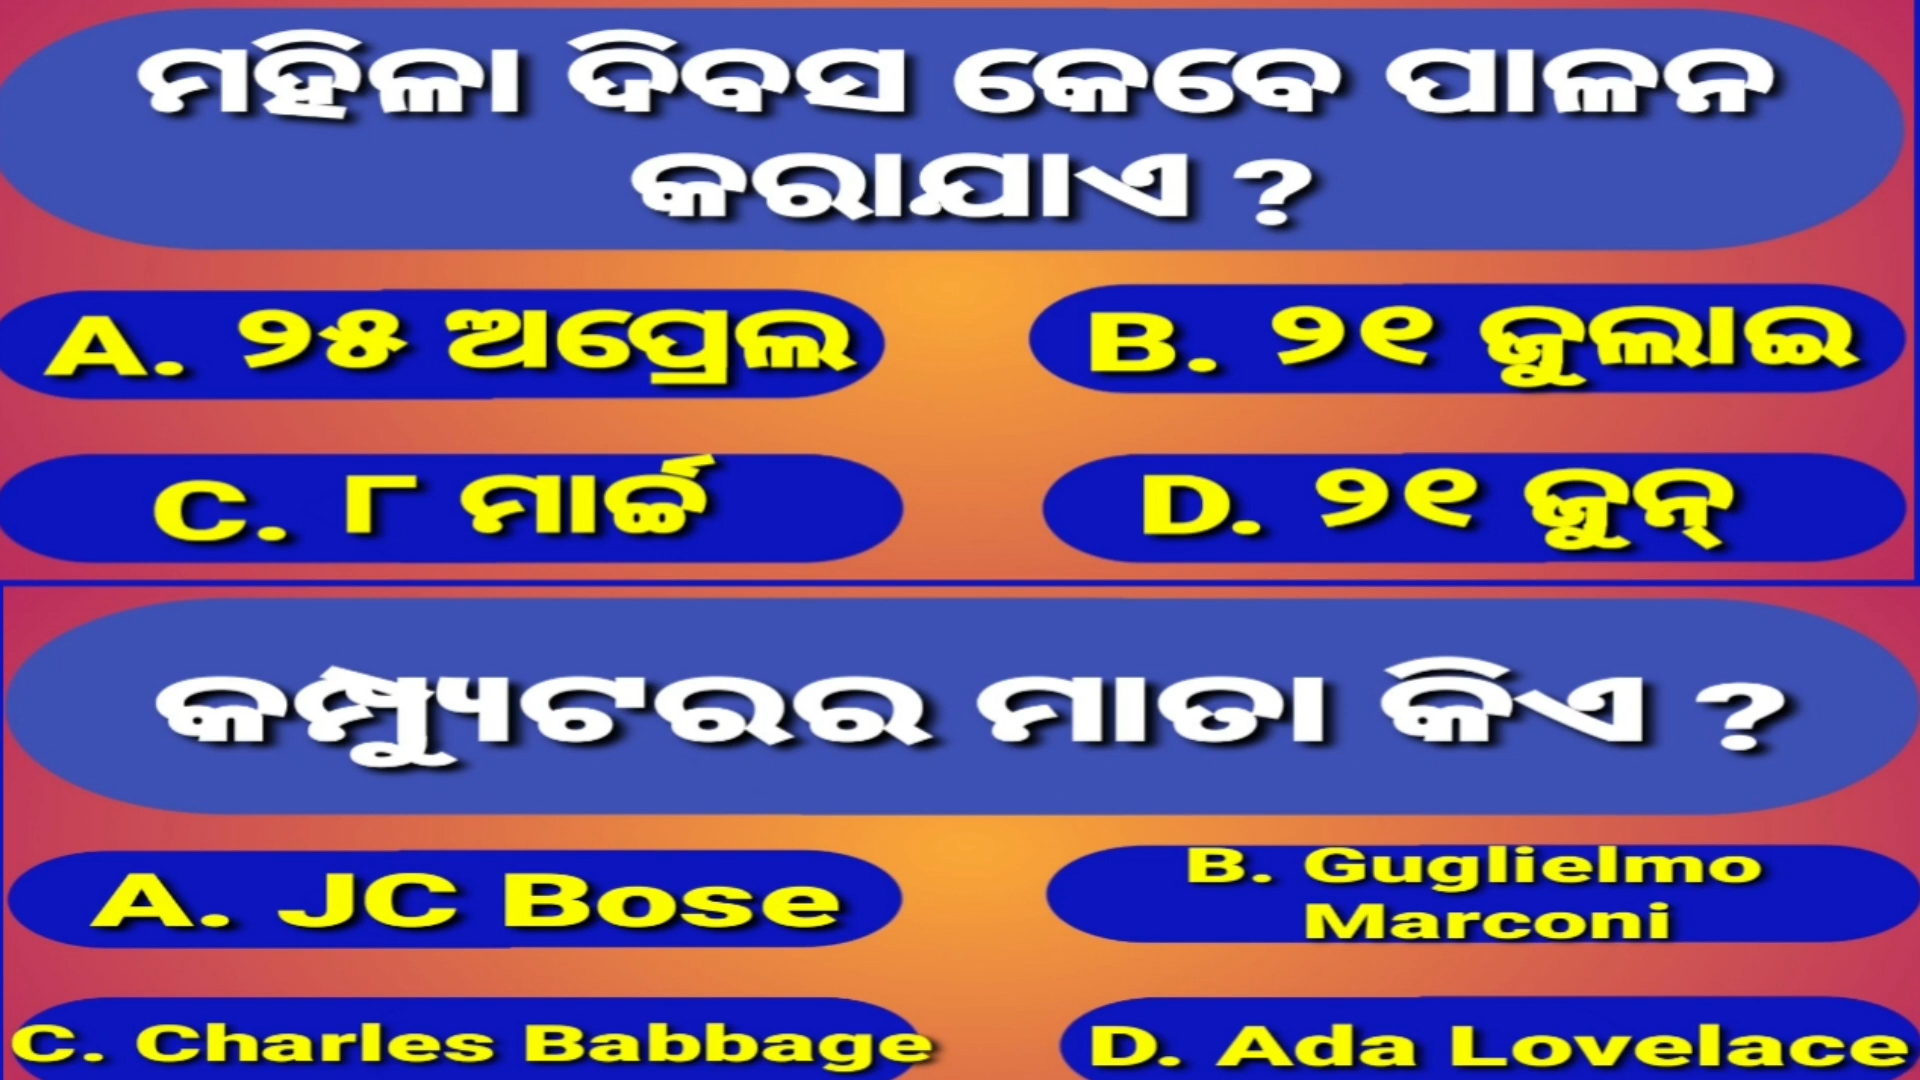 ମହିଳା ଦିବସ କେବେ ପାଳନ
କରାଯାଏ ?
A. ୨୫ ଅପ୍ରେଲ
B. ୨୧ ଜୁଲାଇ
C. ୮ ମାର୍ଚ୍ଚ
D. ୨୧ ଜୁନ୍
କମ୍ପ୍ୟୁଟରର ମାତା କିଏ ?
A. JC Bose
B. Guglielmo
Marconi
C. Charles Babbage
D. Ada Lovelace